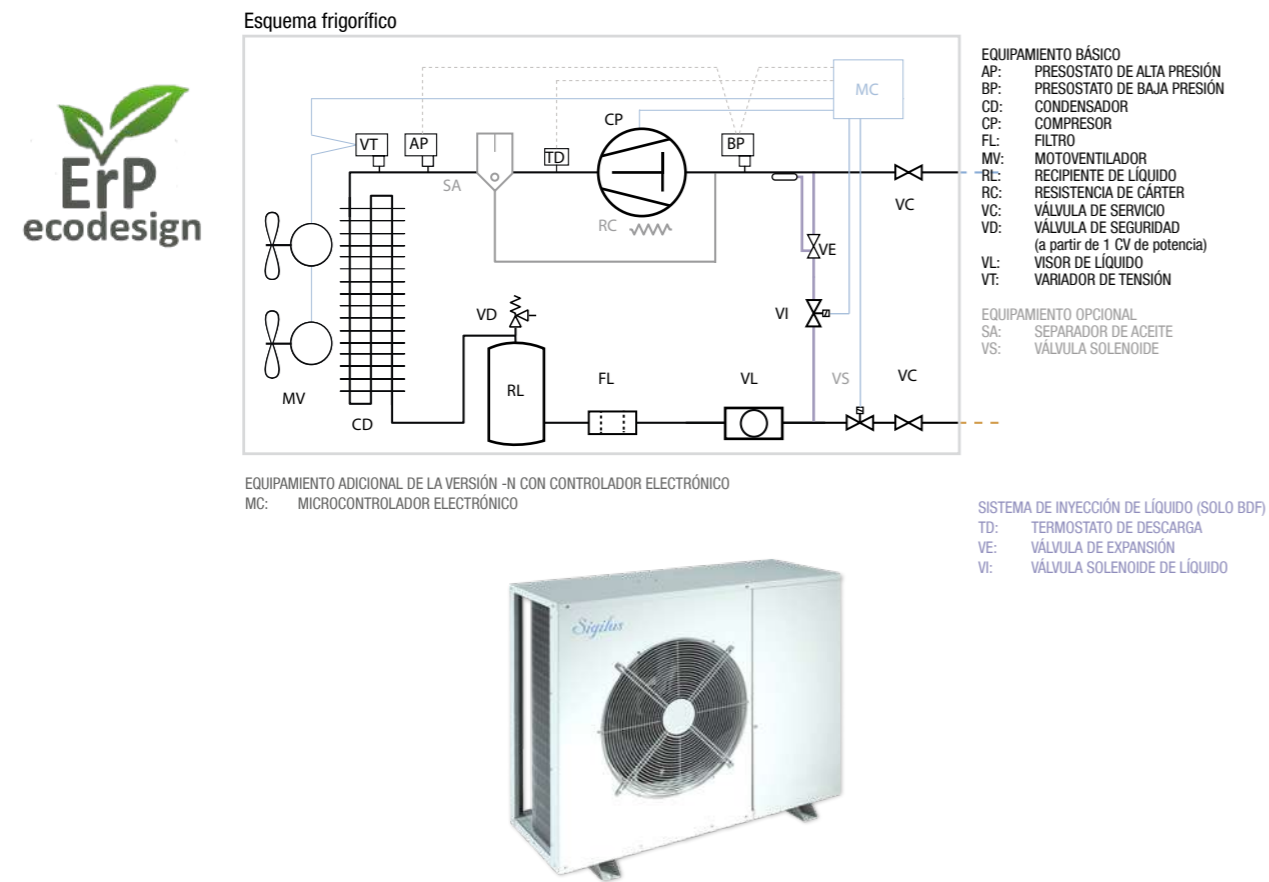 Esquema frigorífico
ErP
ecodesign
MC
CP
VT
AP
TD
BP
SA
RC
VC
VE
VD
VI
RL
FL
VL
VS
VC
MV
CD
EQUIPAMIENTO BÁSICO
AP: PRESOSTATO DE ALTA PRESIÓN
BP: PRESOSTATO DE BAJA PRESIÓN
CD: CONDENSADOR
CP: COMPRESOR
FL: FILTRO
MV: MOTOVENTILADOR
RL: RECIPIENTE DE LÍQUIDO
RC: RESISTENCIA DE CÁRTER
VC: VÁLVULA DE SERVICIO
VD: VÁLVULA DE SEGURIDAD
(a partir de 1 CV de potencia)
VL: VISOR DE LÍQUIDO
VT: VARIADOR DE TENSIÓN
EQUIPAMIENTO OPCIONAL
SA: SEPARADOR DE ACEITE
VS: VÁLVULA SOLENOIDE
EQUIPAMIENTO ADICIONAL DE LA VERSIÓN -N CON CONTROLADOR ELECTRÓNICO
MC: MICROCONTROLADOR ELECTRÓNICO
SISTEMA DE INYECCIÓN DE LÍQUIDO (SOLO BDF)
TD: TERMOSTATO DE DESCARGA
VE: VÁLVULA DE EXPANSIÓN
VI: VÁLVULA SOLENOIDE DE LÍQUIDO
Sigilus